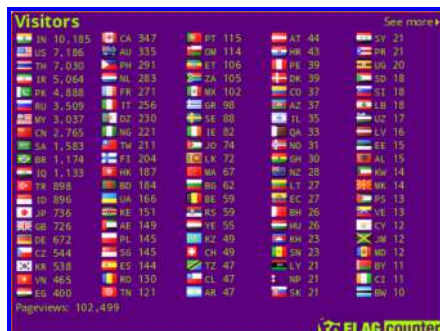 Visitors See more
IN 10,185 CA 347 PT 115 AT 44 SY 21
US 7,186 AU 335 OM 114 HR 43 PR 21
TH 7,030 PH 291 ET 106 PE 39 UG 20
IR 5,064 NL 283 ZA 105 DK 39 SD 18
PK 4,888 FR 271 MX 102 CO 37 SI 18
RU 3,509 IT 256 GR 98 AZ 37 LB 18
MY 3,037 DZ 230 SE 88 IL 35 UZ 17
CN 2,765 NG 221 IE 82 QA 33 LV 16
SA 1,583 TW 211 JO 74 NO 31 EE 15
BR 1,174 FI 204 LK 72 GH 30 AL 15
IQ 1,133 HK 187 MA 67 NZ 28 KW 14
TR 898 BD 184 BG 62 LT 27 MK 14
ID 896 UA 166 BE 59 EC 27 PS 13
JP 736 KE 151 KS 59 BH 26 VE 13
GB 726 AE 149 YE 55 HU 26 CY 12
DE 672 PL 145 KZ 49 KH 23 JM 12
CZ 544 SG 145 CH 49 SN 23 MD 12
KR 538 ES 144 TZ 47 LY 21 BY 11
VN 465 RO 130 CL 47 NP 21 CI 11
EG 400 TN 121 AR 47 SK 21 BW 10
Pageviews: 102,499
FLAG counter